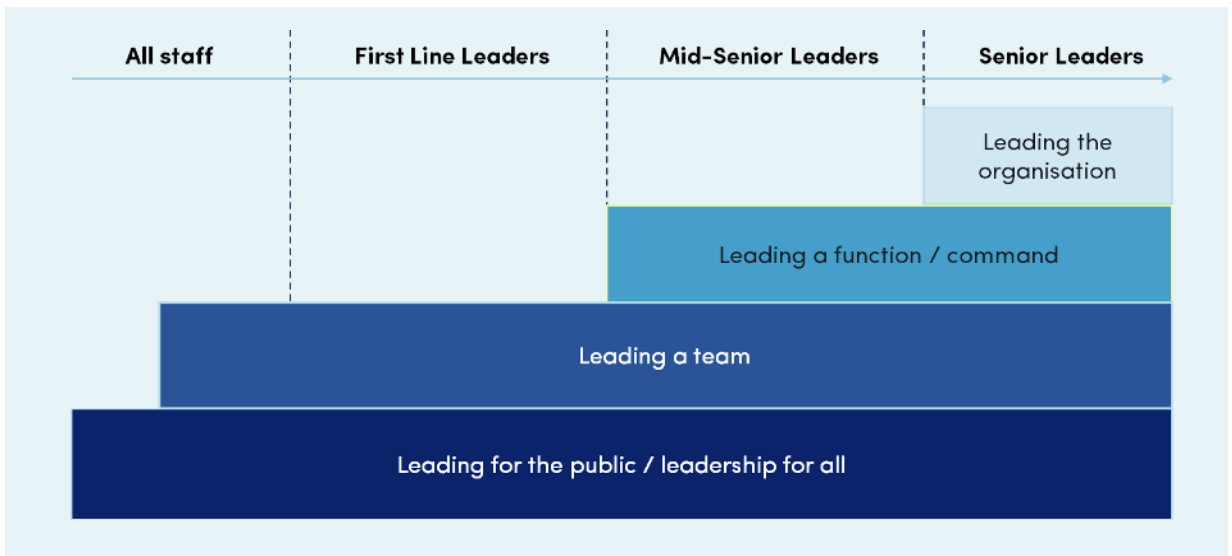 All staff
First Line Leaders
Mid-Senior Leaders
Senior Leaders
Leading the
organisation
Leading a function / command
Leading a team
Leading for the public / leadership for all